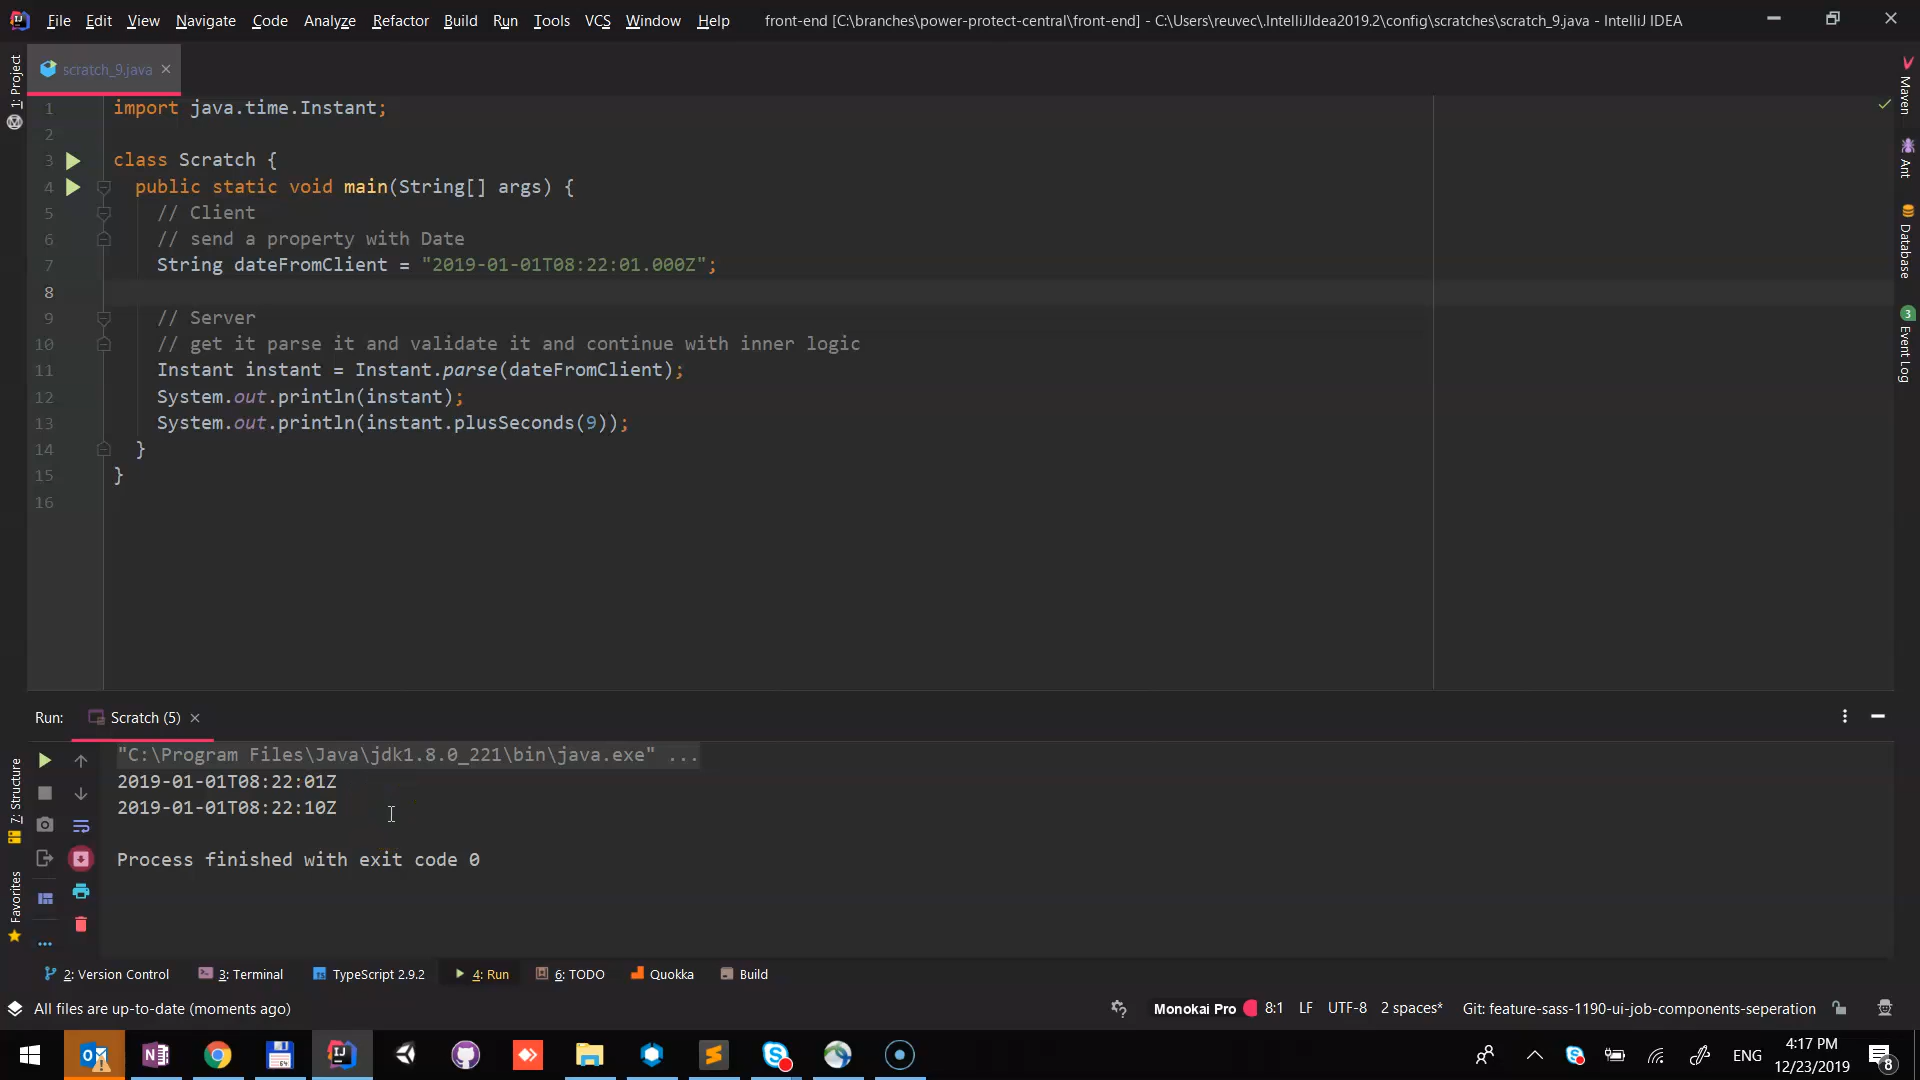 File Edit View Navigate Code Analyze Refactor Build Run Tools VCS Window Help front-end [C:\branches\power-protect-central\front-end] - C:\Users\reuvec\.IntelliJIdea2019.2\config\scratches\scratch_9.java - IntelliJ IDEA
scratch_9.java
1: Project
Maven
Ant
Database
3
Event Log
1 import java.time.Instant;
2
3 class Scratch {
4 public static void main(String[] args) {
5 // Client
6 // send a property with Date
7 String dateFromClient = "2019-01-01T08:22:01.000Z";
8
9 // Server
10 // get it parse it and validate it and continue with inner logic
11 Instant instant = Instant.parse(dateFromClient);
12 System.out.println(instant);
13 System.out.println(instant.plusSeconds(9));
14 }
15 }
16
Run: Scratch (5)
"C:\Program Files\Java\jdk1.8.0_221\bin\java.exe" ...
2019-01-01T08:22:01Z
2019-01-01T08:22:10Z
Process finished with exit code 0
7: Structure
Favorites
2: Version Control 3: Terminal TypeScript 2.9.2 4: Run 6: TODO Quokka Build
All files are up-to-date (moments ago) Monokai Pro 8:1 LF UTF-8 2 spaces* Git: feature-sass-1190-ui-job-components-seperation
ENG 4:17 PM
12/23/2019
8